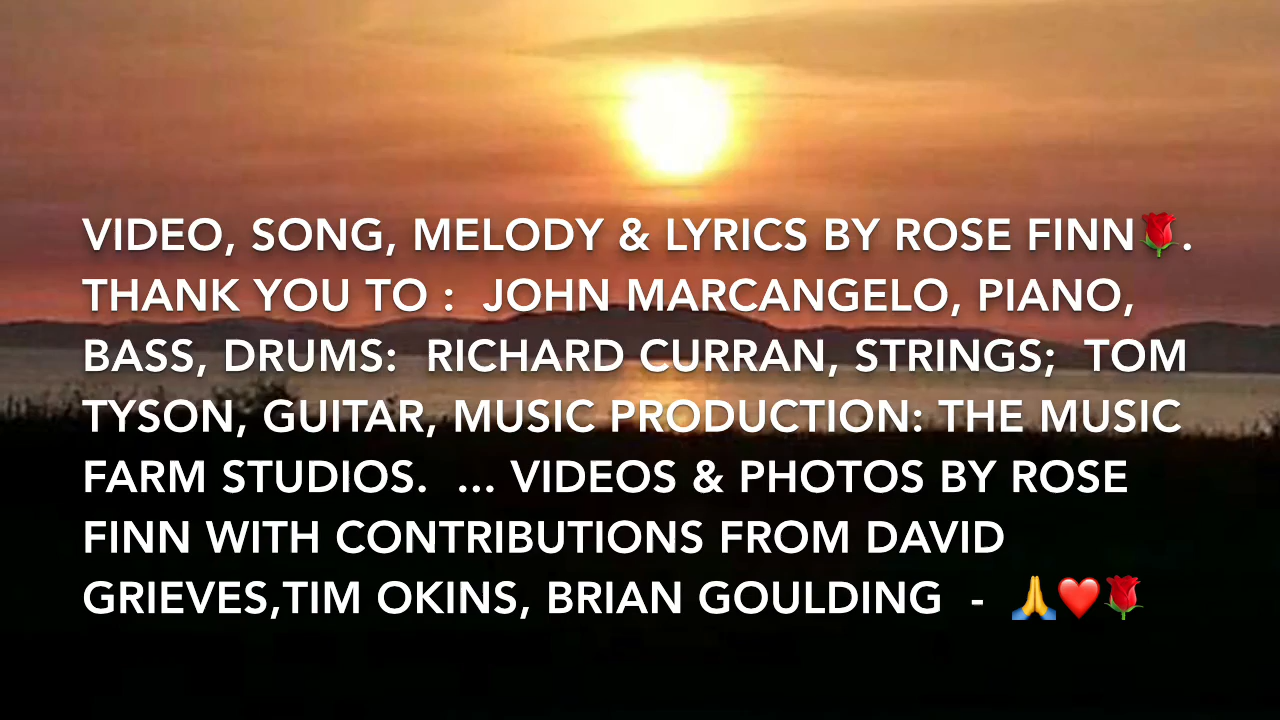 VIDEO, SONG, MELODY & LYRICS BY ROSE FINN🌹.
THANK YOU TO :  JOHN MARCANGELO, PIANO,
BASS, DRUMS:  RICHARD CURRAN, STRINGS;  TOM
TYSON, GUITAR, MUSIC PRODUCTION: THE MUSIC
FARM STUDIOS.  ... VIDEOS & PHOTOS BY ROSE
FINN WITH CONTRIBUTIONS FROM DAVID
GRIEVES,TIM OKINS, BRIAN GOULDING  -  🙏❤️🌹